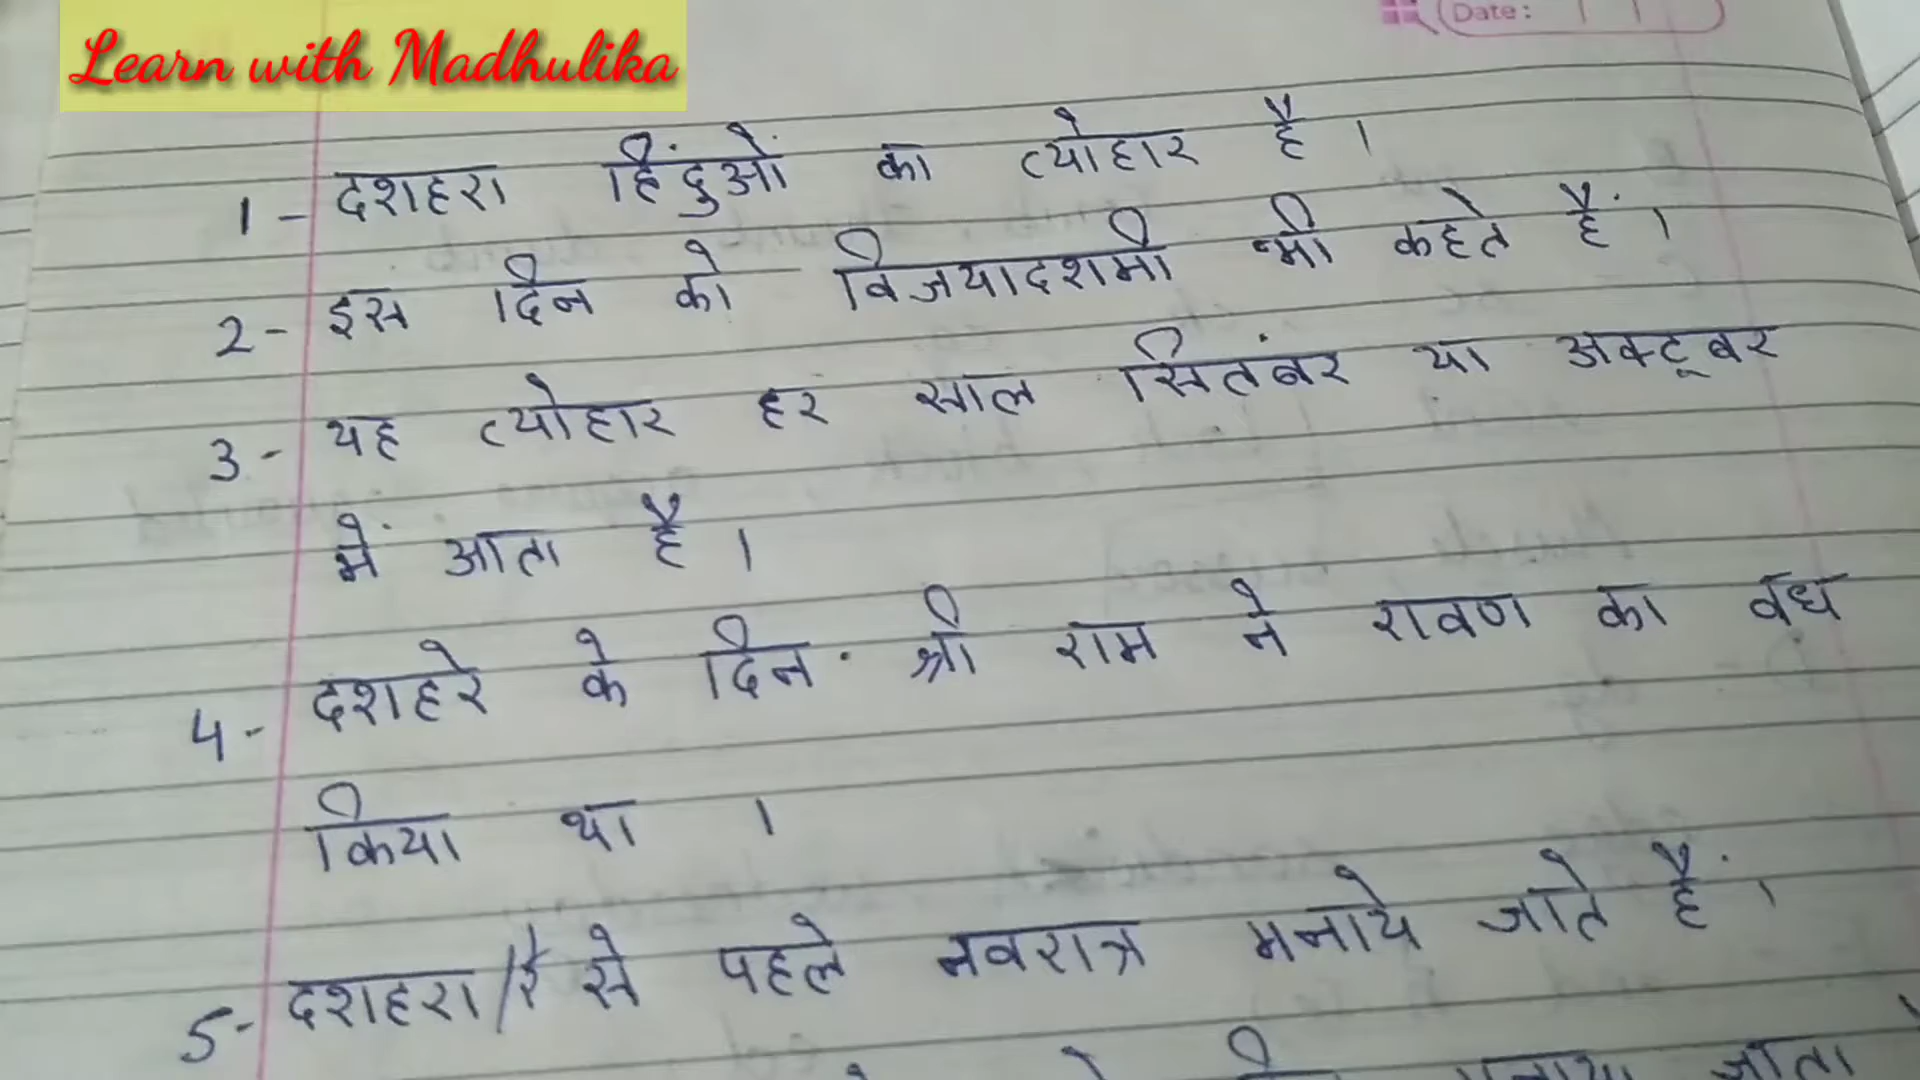 Learn with Madhulika
Date:
1- दशहरा हिंदुओं का त्योहार है ।
2- इस दिन को विजयादशमी भी कहते हैं ।
3- यह त्योहार हर साल सितंबर या अक्टूबर
में आता है ।
4- दशहरे के दिन श्री राम ने रावण का वध
किया था ।
5- दशहरा/रे से पहले नवरात्र मनाये जाते हैं ।